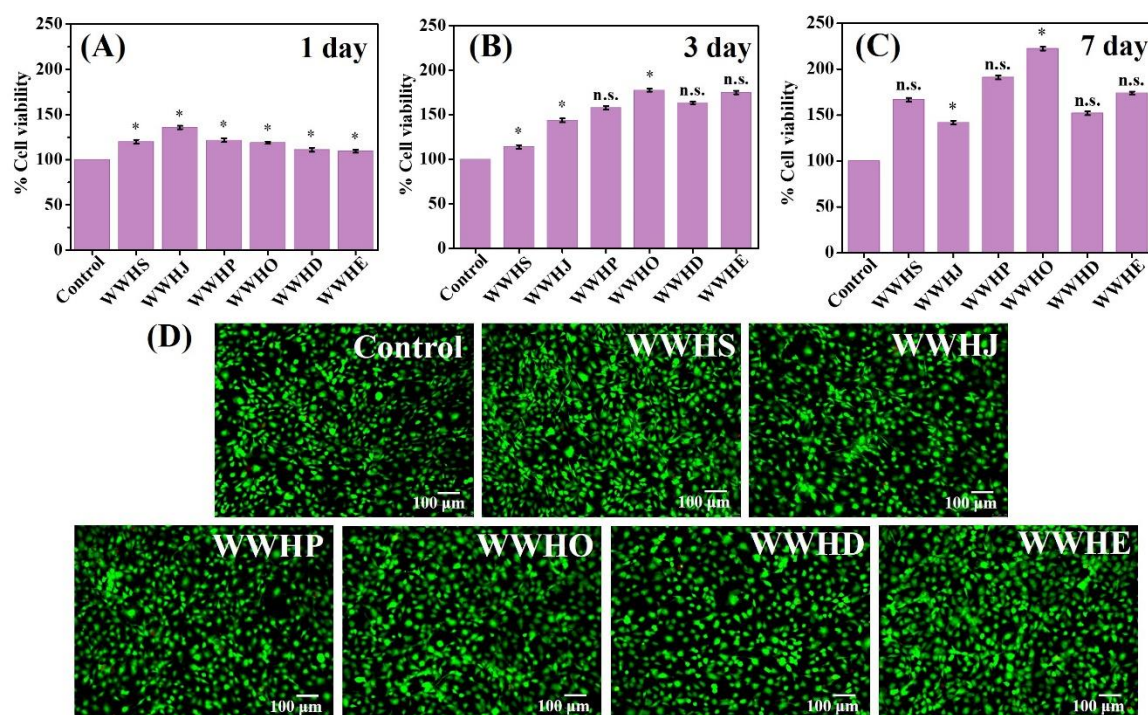 (A)
1 day
% Cell viability
250
200
150
100
50
0
*
*
*
*
*
*
Control
WWHS
WWHJ
WWHP
WWHO
WWHD
WWHE
(B)
3 day
% Cell viability
250
200
150
100
50
0
*
*
n.s.
*
n.s.
n.s.
Control
WWHS
WWHJ
WWHP
WWHO
WWHD
WWHE
(C)
7 day
% Cell viability
250
200
150
100
50
0
n.s.
*
n.s.
*
n.s.
n.s.
Control
WWHS
WWHJ
WWHP
WWHO
WWHD
WWHE
(D)
Control
100 µm
WWHS
100 µm
WWHJ
100 µm
WWHP
100 µm
WWHO
100 µm
WWHD
100 µm
WWHE
100 µm